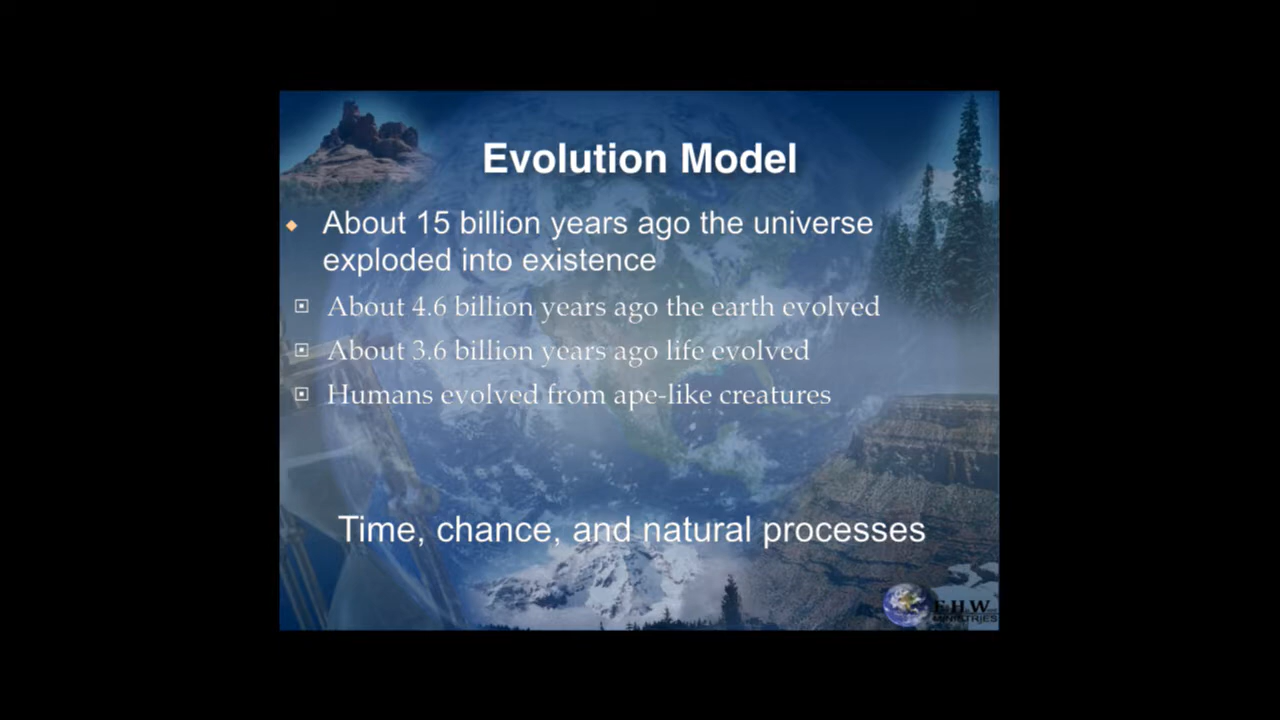 Evolution Model
About 15 billion years ago the universe
exploded into existence
About 4.6 billion years ago the earth evolved
About 3.6 billion years ago life evolved
Humans evolved from ape-like creatures
Time, chance, and natural processes
E.H.W
MINISTRIES